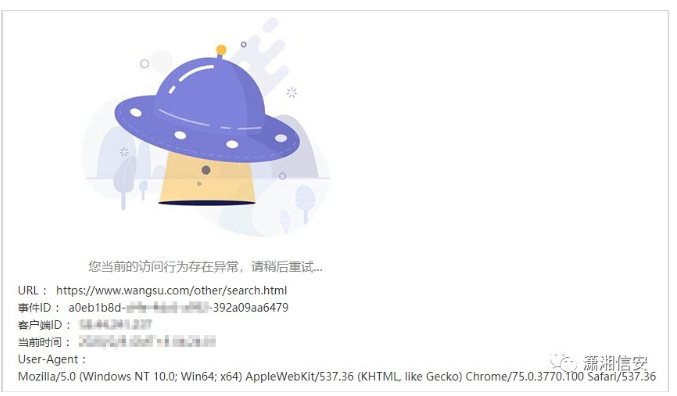 您当前的访问行为存在异常，请稍后重试...
URL： https://www.wangsu.com/other/search.html
事件ID： a0eb1b8d- -392a09aa6479
客户端ID：
当前时间：
User-Agent：
Mozilla/5.0 (Windows NT 10.0; Win64; x64) AppleWebKit/537.36 (KHTML, like Gecko) Chrome/75.0.3770.100 Safari/537.36
潇湘信安